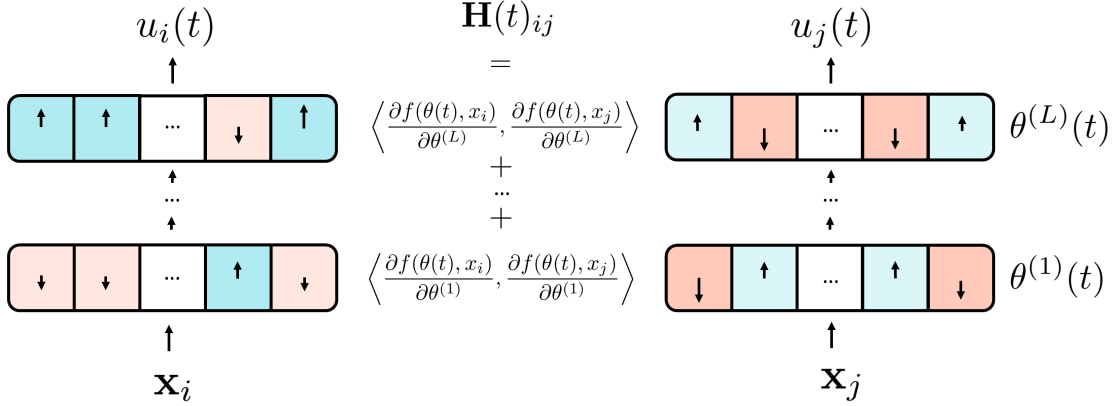 u_i(t) H(t)_{ij} u_j(t)
=
... ⟨∂f(θ(t), x_i)/∂θ^{(L)}, ∂f(θ(t), x_j)/∂θ^{(L)}⟩ ... θ^{(L)}(t)
+
... ... ...
+
... ⟨∂f(θ(t), x_i)/∂θ^{(1)}, ∂f(θ(t), x_j)/∂θ^{(1)}⟩ ... θ^{(1)}(t)
x_i x_j